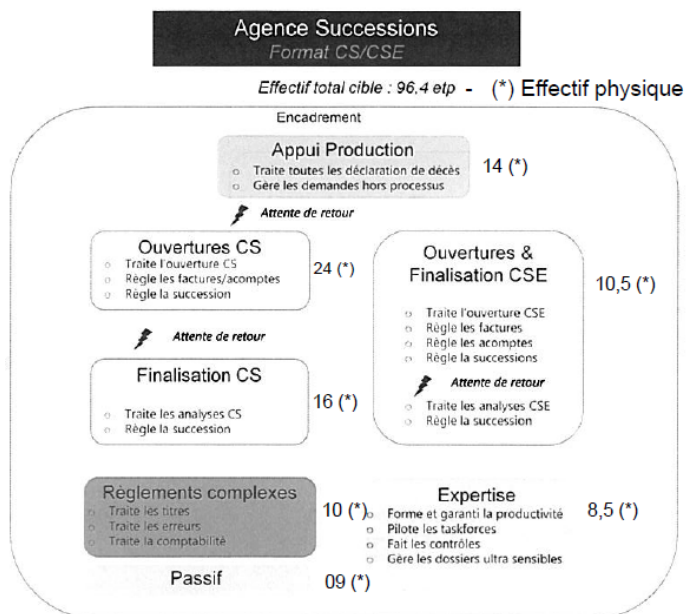 Agence Successions
Format CS/CSE
Effectif total cible : 96,4 etp - (*) Effectif physique
Encadrement
Appui Production
o Traite toutes les déclaration de décès
o Gère les demandes hors processus
14 (*)
Attente de retour
Ouvertures CS
o Traite l'ouverture CS
o Règle les factures/acomptes
o Règle la succession
24 (*)
Attente de retour
Finalisation CS
o Traite les analyses CS
o Règle la succession
16 (*)
Ouvertures &
Finalisation CSE
o Traite l'ouverture CSE
o Règle les factures
o Règle les acomptes
o Règle la successions
Attente de retour
o Traite les analyses CSE
o Règle la succession
10,5 (*)
Règlements complexes
o Traite les titres
o Traite les erreurs
o Traite la comptabilité
10 (*)
Expertise
o Forme et garanti la productivité
o Pilote les taskforces
o Fait les contrôles
o Gère les dossiers ultra sensibles
8,5 (*)
Passif
09 (*)